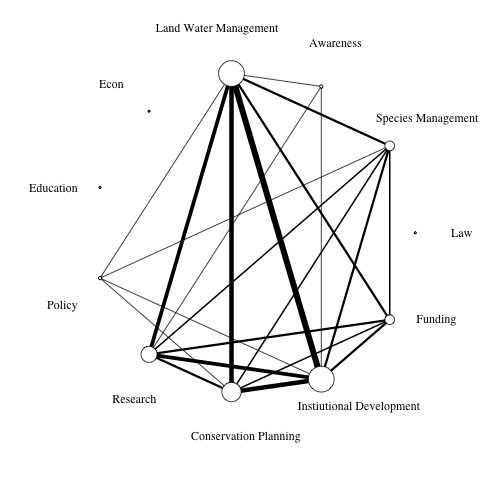 Land Water Management
Awareness
Econ
Species Management
Education
Law
Policy
Funding
Research
Instiutional Development
Conservation Planning